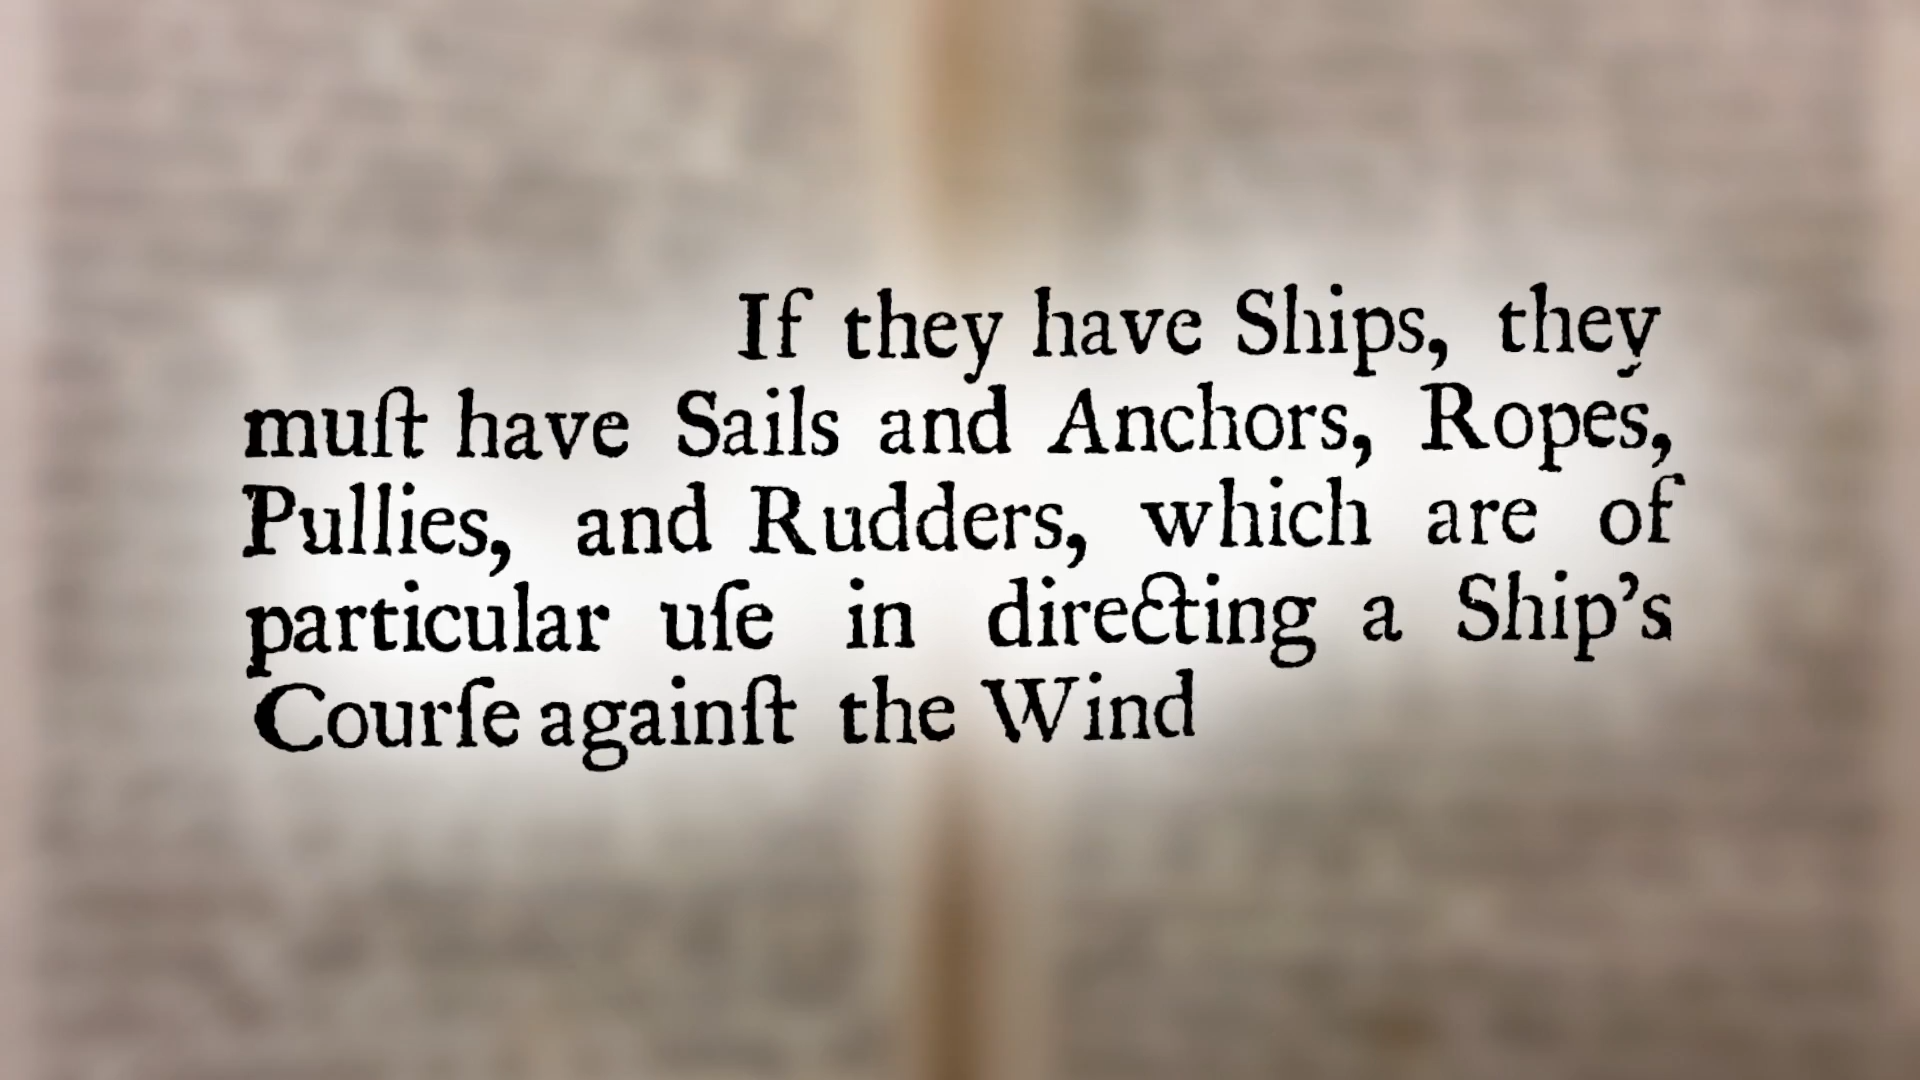 If they have Ships, they
muſt have Sails and Anchors, Ropes,
Pullies, and Rudders, which are of
particular uſe in directing a Ship's
Courſe againſt the Wind